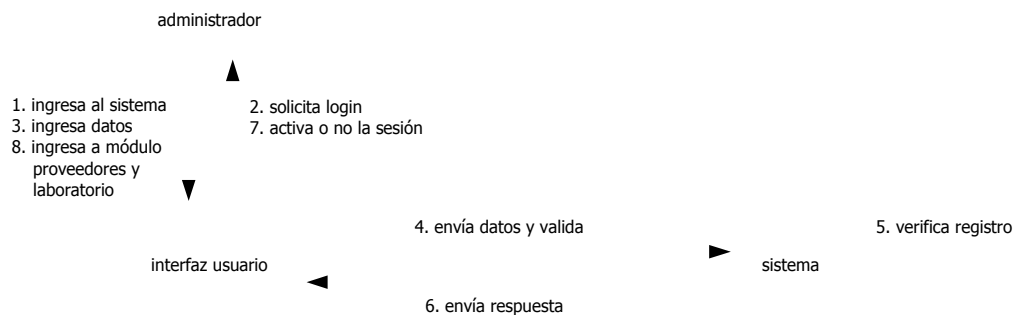 administrador
1. ingresa al sistema
3. ingresa datos
8. ingresa a módulo
proveedores y
laboratorio
2. solicita login
7. activa o no la sesión
4. envía datos y valida
5. verifica registro
interfaz usuario
sistema
6. envía respuesta